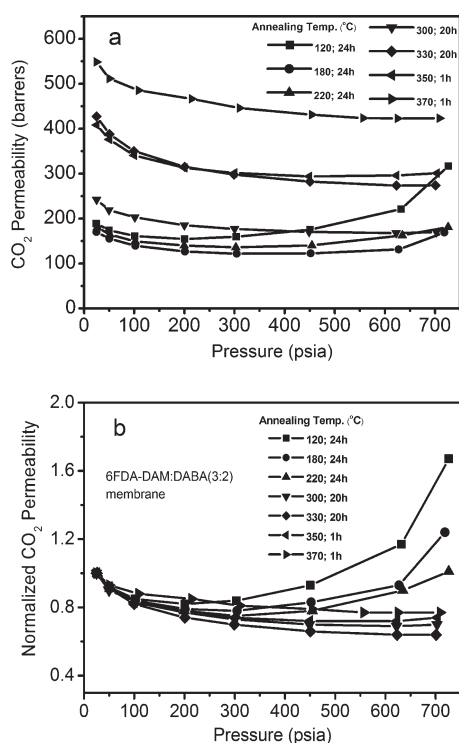 a
Annealing Temp. (°C)
120; 24h
180; 24h
220; 24h
300; 20h
330; 20h
350; 1h
370; 1h
CO2 Permeability (barrers)
600
500
400
300
200
100
0
0 100 200 300 400 500 600 700
Pressure (psia)
b
Annealing Temp. (°C)
120; 24h
180; 24h
220; 24h
300; 20h
330; 20h
350; 1h
370; 1h
6FDA-DAM:DABA(3:2)
membrane
Normalized CO2 Permeability
2.0
1.6
1.2
0.8
0.4
0 100 200 300 400 500 600 700
Pressure (psia)